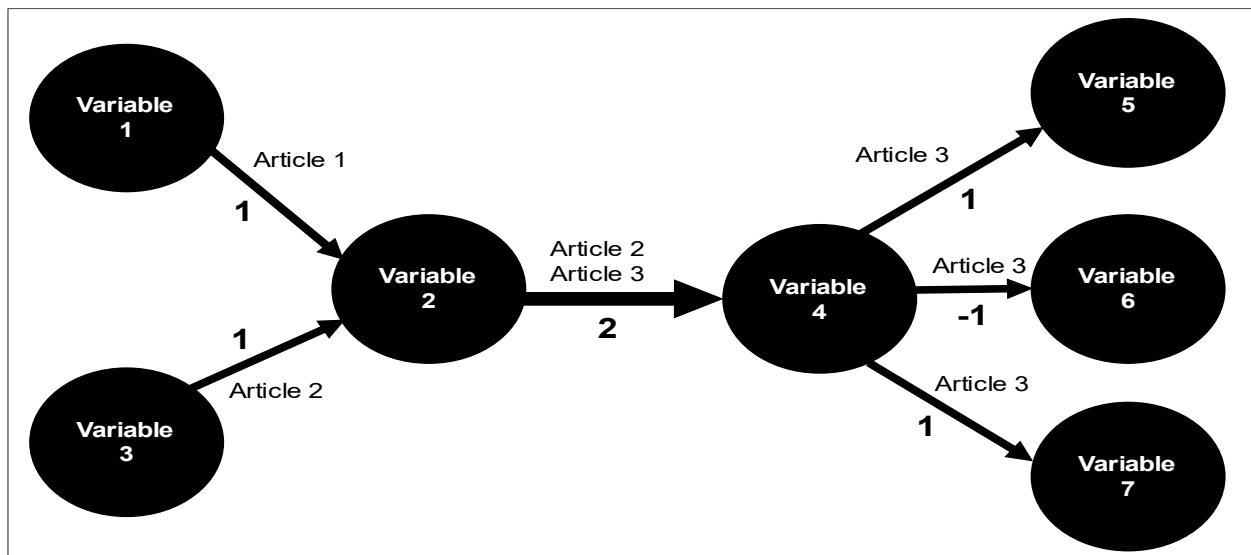 Variable
1
Article 1
1
Variable
2
1
Article 2
Variable
3
Article 2
Article 3
2
Variable
4
Article 3
1
Variable
5
Article 3
-1
Variable
6
Article 3
1
Variable
7